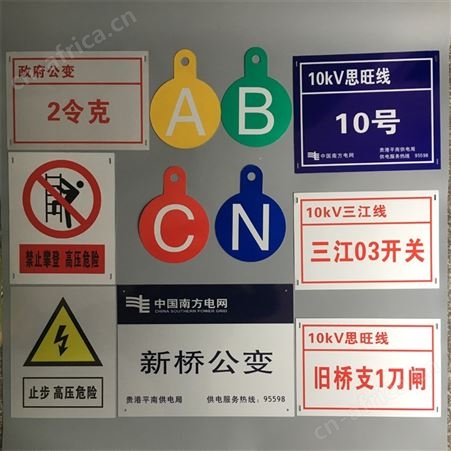 政府公变
2令克
A
B
10kV思旺线
10号
中国南方电网
贵港平南供电局
供电服务热线：95598
禁止攀登 高压危险
C
N
10kV三江线
三江03开关
止步 高压危险
中国南方电网
CHINA SOUTHERN POWER GRID
新桥公变
贵港平南供电局 供电服务热线：95598
10kV思旺线
旧桥支1刀闸